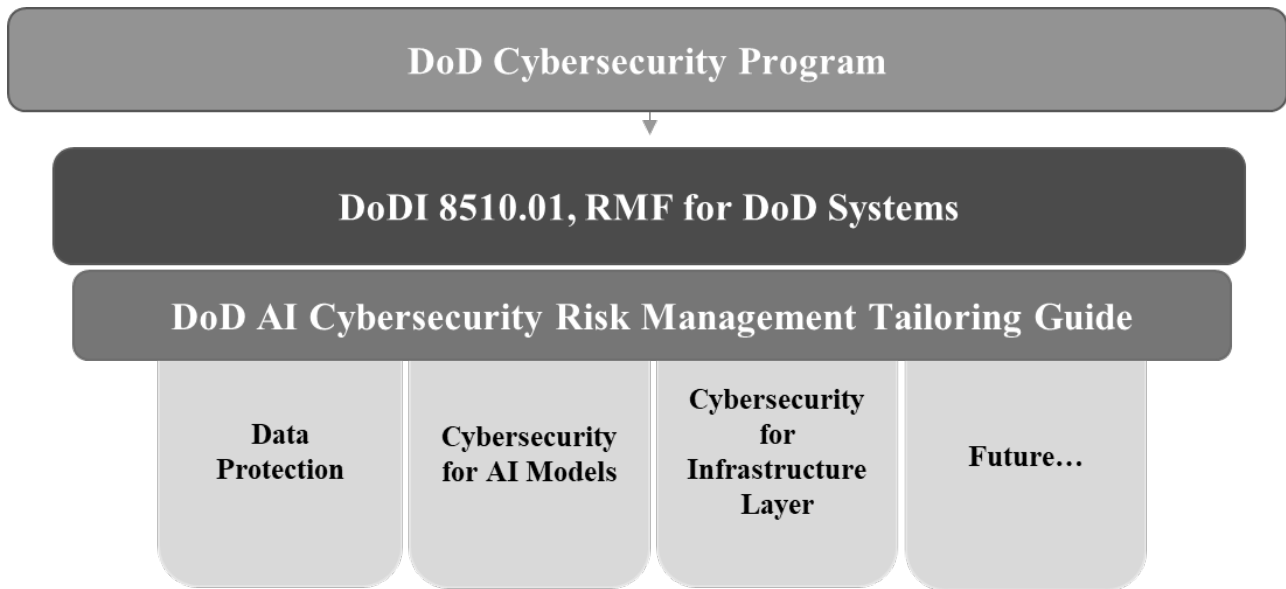 DoD Cybersecurity Program
DoDI 8510.01, RMF for DoD Systems
DoD AI Cybersecurity Risk Management Tailoring Guide
Data
Protection
Cybersecurity
for AI Models
Cybersecurity
for
Infrastructure
Layer
Future…